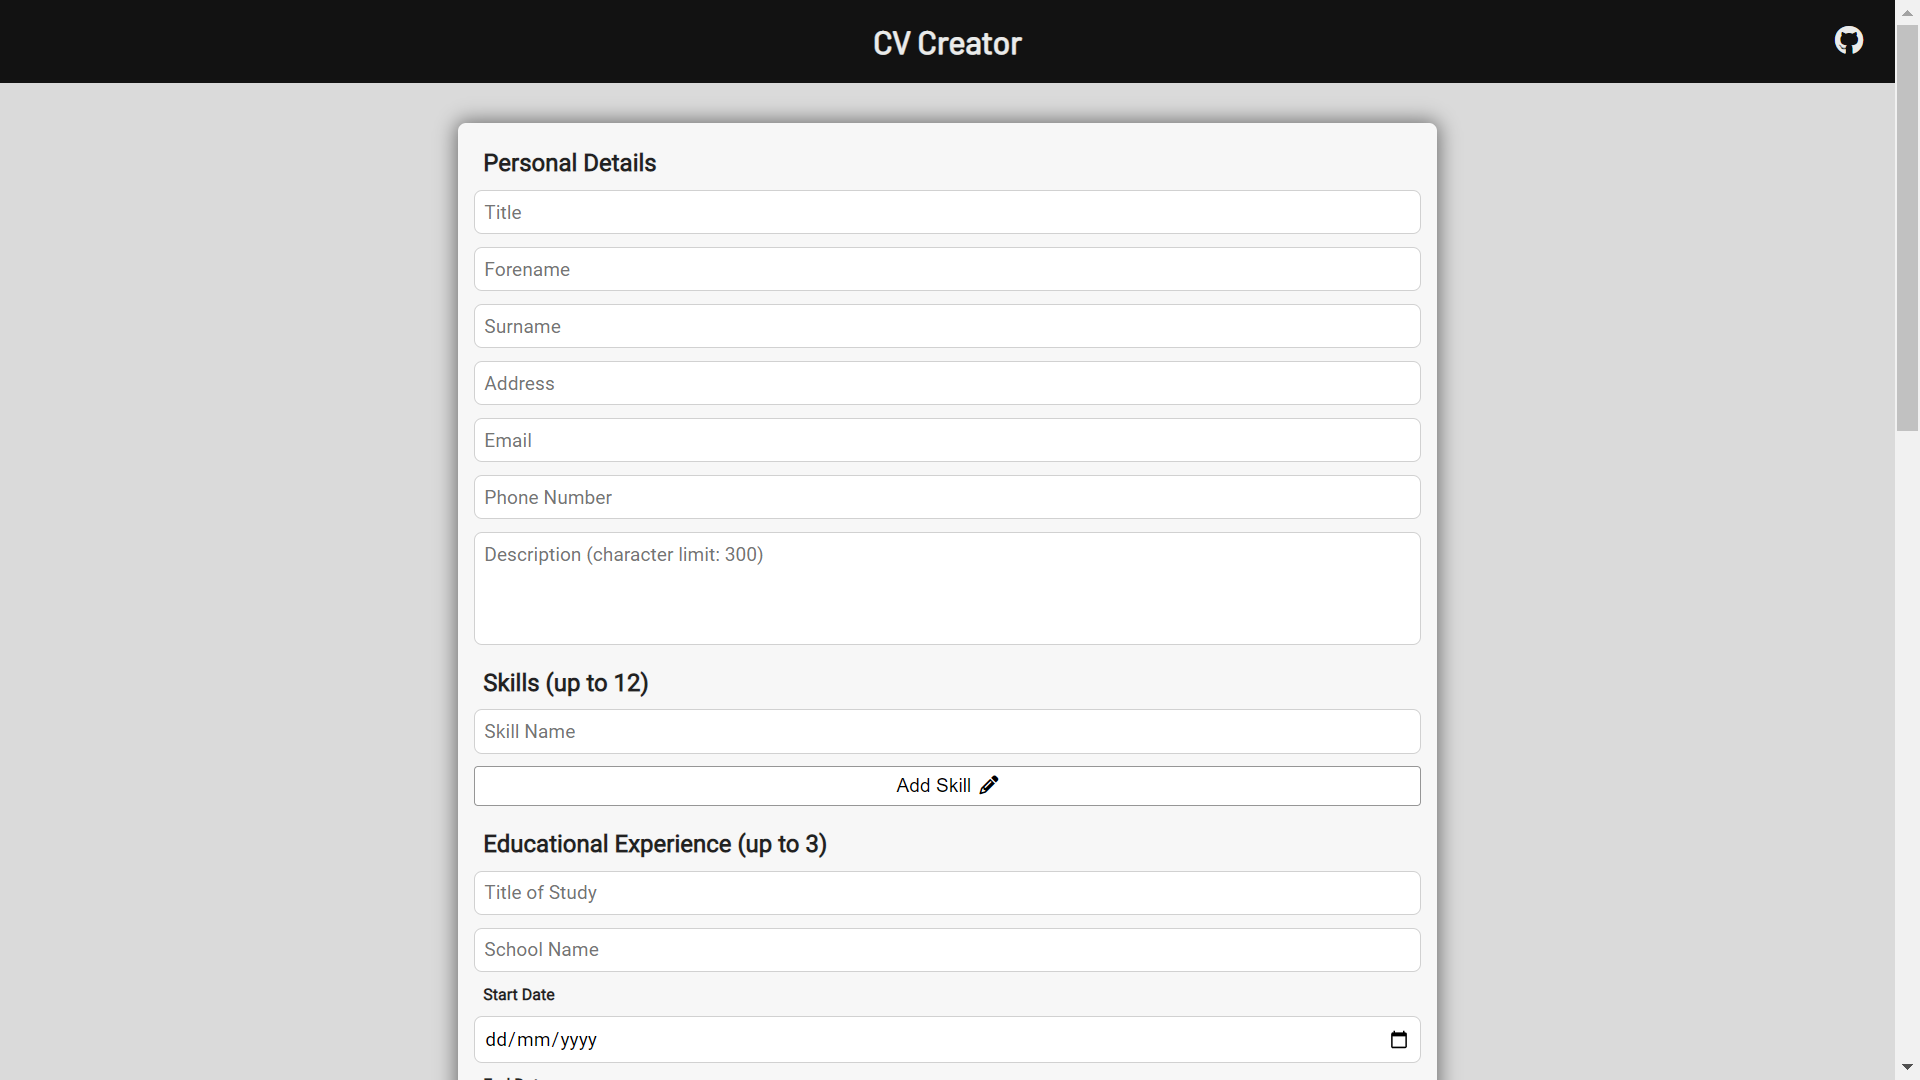 CV Creator
Personal Details
Title
Forename
Surname
Address
Email
Phone Number
Description (character limit: 300)
Skills (up to 12)
Skill Name
Add Skill
Educational Experience (up to 3)
Title of Study
School Name
Start Date
dd/mm/yyyy